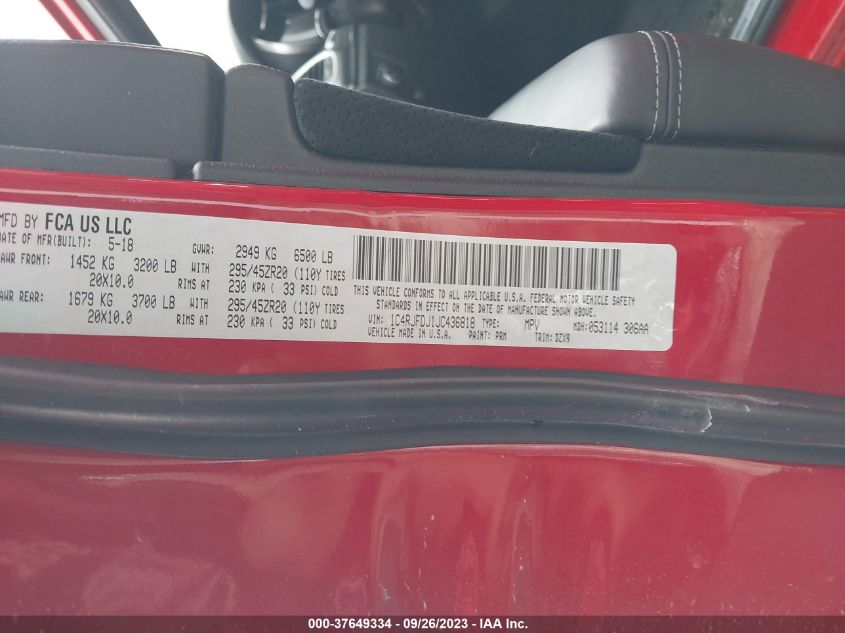 MFD BY FCA US LLC
DATE OF MFR(BUILT): 5-18 GVWR: 2949 KG 6500 LB
GAWR FRONT: 1452 KG 3200 LB WITH 295/45ZR20 (110Y TIRES
20X10.0 RIMS AT 230 KPA ( 33 PSI) COLD
GAWR REAR: 1679 KG 3700 LB WITH 295/45ZR20 (110Y TIRES
20X10.0 RIMS AT 230 KPA ( 33 PSI) COLD
THIS VEHICLE CONFORMS TO ALL APPLICABLE U.S.A. FEDERAL MOTOR VEHICLE SAFETY
STANDARDS IN EFFECT ON THE DATE OF MANUFACTURE SHOWN ABOVE.
VIN: 1C4RJFDJ1JC436818 TYPE: MPV MDH:053114 306AA
VEHICLE MADE IN U.S.A. PAINT: PRM TRIM: DZX9
000-37649334 - 09/26/2023 - IAA Inc.